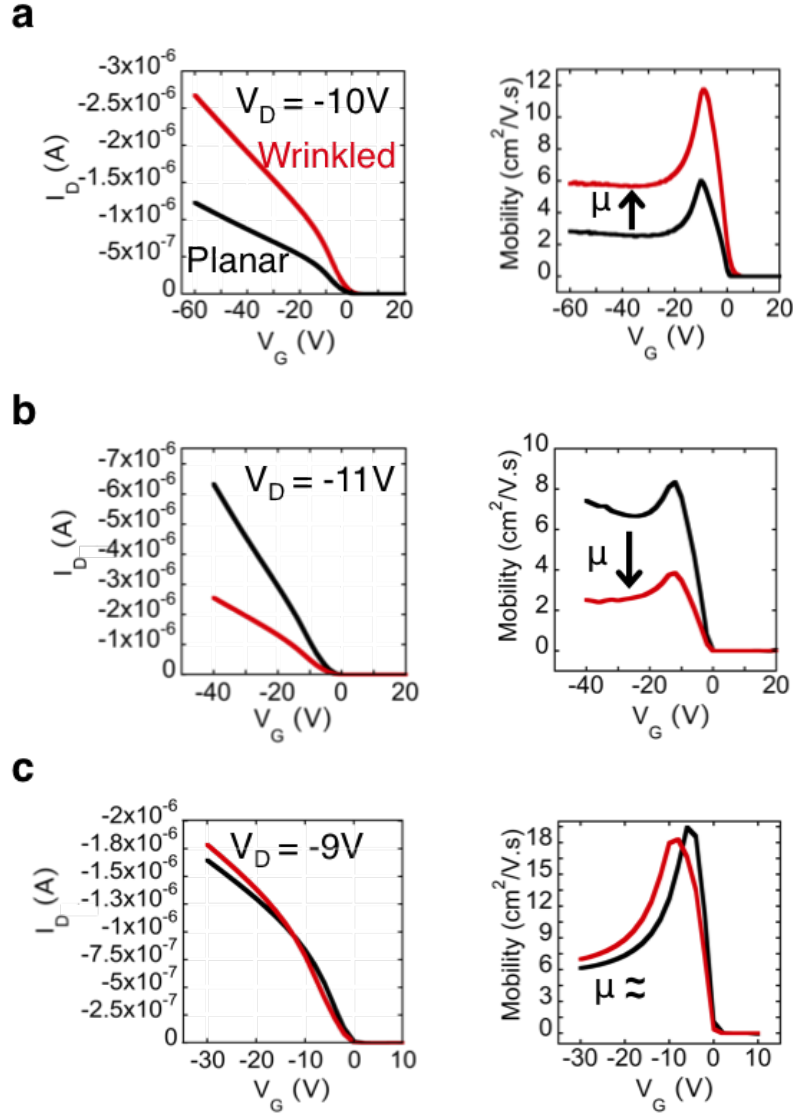 a
-3x10⁻⁶
-2.5x10⁻⁶
-2x10⁻⁶
-1.5x10⁻⁶
-1x10⁻⁶
-5x10⁻⁷
0
I_D (A)
V_D = -10V
Wrinkled
Planar
-60 -40 -20 0 20
V_G (V)
12
10
8
6
4
2
0
Mobility (cm²/V.s)
μ
-60 -40 -20 0 20
V_G (V)
b
-7x10⁻⁶
-6x10⁻⁶
-5x10⁻⁶
-4x10⁻⁶
-3x10⁻⁶
-2x10⁻⁶
-1x10⁻⁶
0
I_D (A)
V_D = -11V
-40 -20 0 20
V_G (V)
10
8
6
4
2
0
Mobility (cm²/V.s)
μ
-40 -20 0 20
V_G (V)
c
-2x10⁻⁶
-1.8x10⁻⁶
-1.5x10⁻⁶
-1.3x10⁻⁶
-1x10⁻⁶
-7.5x10⁻⁷
-5x10⁻⁷
-2.5x10⁻⁷
0
I_D (A)
V_D = -9V
-30 -20 -10 0 10
V_G (V)
18
15
12
9
6
3
0
Mobility (cm²/V.s)
μ ≈
-30 -20 -10 0 10
V_G (V)